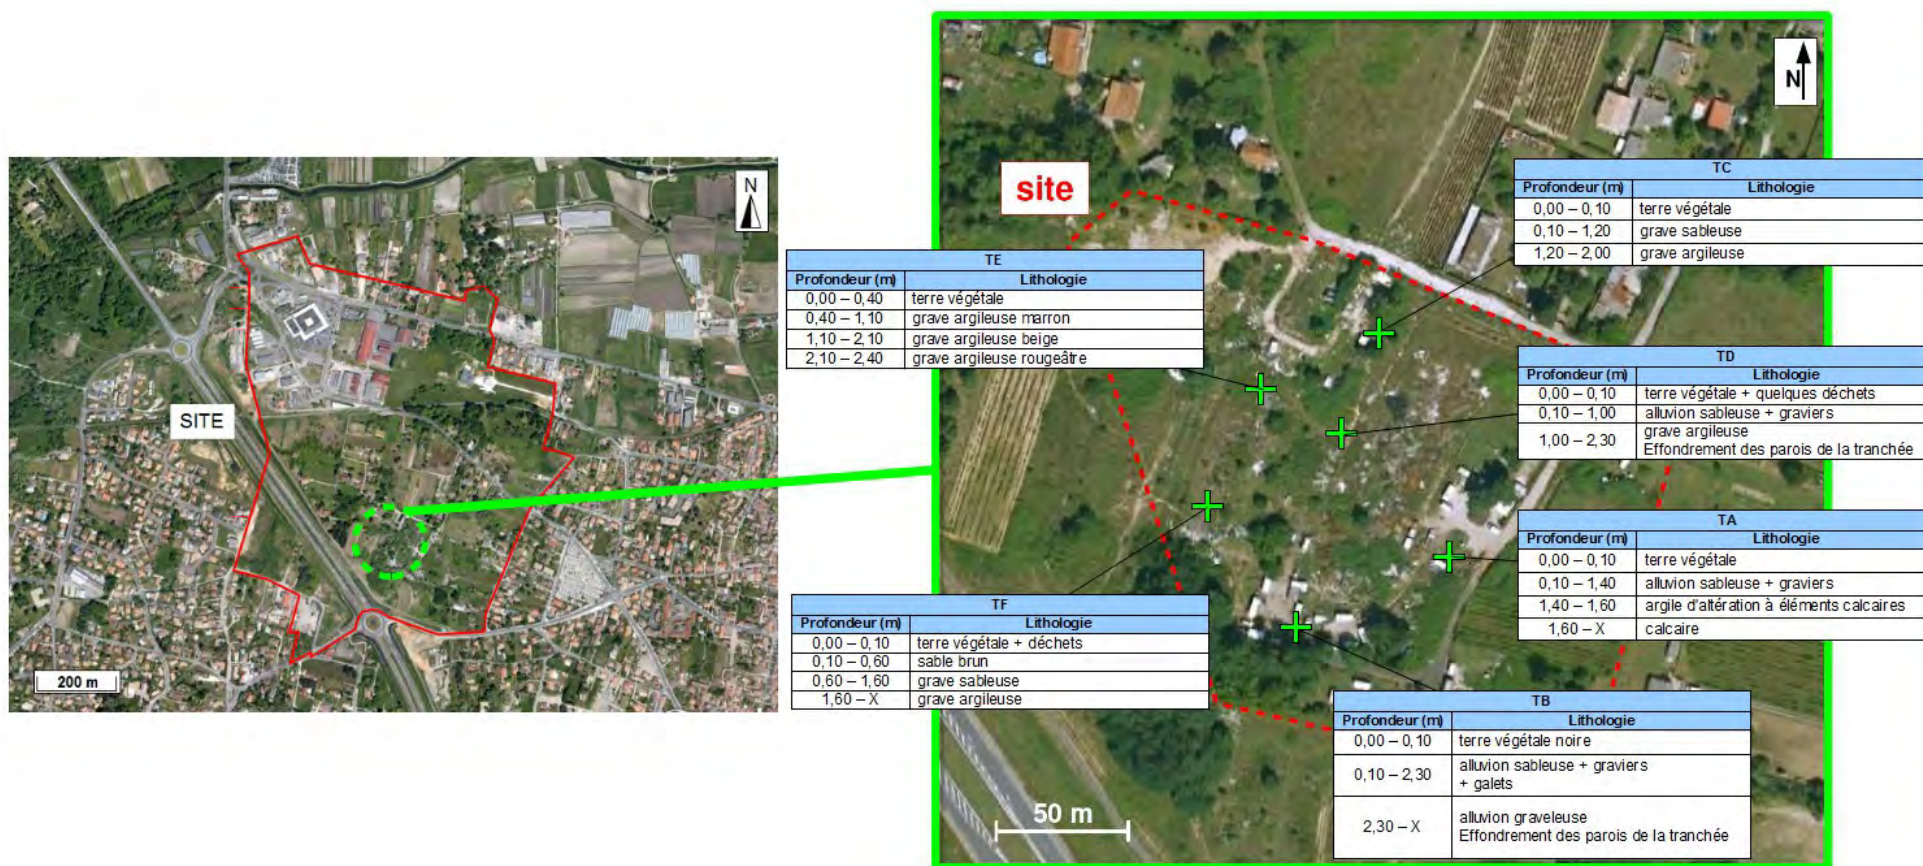 N
SITE
200 m
N
site
50 m
TE
Profondeur (m) Lithologie
0,00 – 0,40 terre végétale
0,40 – 1,10 grave argileuse marron
1,10 – 2,10 grave argileuse beige
2,10 – 2,40 grave argileuse rougeâtre
TF
Profondeur (m) Lithologie
0,00 – 0,10 terre végétale + déchets
0,10 – 0,60 sable brun
0,60 – 1,60 grave sableuse
1,60 – X grave argileuse
TC
Profondeur (m) Lithologie
0,00 – 0,10 terre végétale
0,10 – 1,20 grave sableuse
1,20 – 2,00 grave argileuse
TD
Profondeur (m) Lithologie
0,00 – 0,10 terre végétale + quelques déchets
0,10 – 1,00 alluvion sableuse + graviers
1,00 – 2,30 grave argileuse
Effondrement des parois de la tranchée
TA
Profondeur (m) Lithologie
0,00 – 0,10 terre végétale
0,10 – 1,40 alluvion sableuse + graviers
1,40 – 1,60 argile d'altération à éléments calcaires
1,60 – X calcaire
TB
Profondeur (m) Lithologie
0,00 – 0,10 terre végétale noire
0,10 – 2,30 alluvion sableuse + graviers
+ galets
2,30 – X alluvion graveleuse
Effondrement des parois de la tranchée